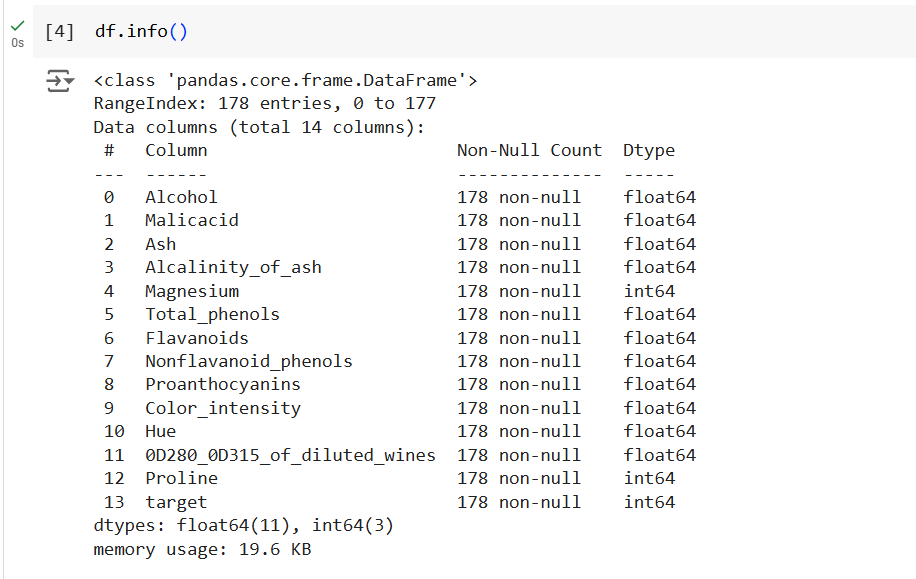 [4] df.info()
0s
<class 'pandas.core.frame.DataFrame'>
RangeIndex: 178 entries, 0 to 177
Data columns (total 14 columns):
 #   Column                        Non-Null Count  Dtype
---  ------                        --------------  -----
 0   Alcohol                       178 non-null    float64
 1   Malicacid                     178 non-null    float64
 2   Ash                           178 non-null    float64
 3   Alcalinity_of_ash             178 non-null    float64
 4   Magnesium                     178 non-null    int64
 5   Total_phenols                 178 non-null    float64
 6   Flavanoids                    178 non-null    float64
 7   Nonflavanoid_phenols          178 non-null    float64
 8   Proanthocyanins               178 non-null    float64
 9   Color_intensity               178 non-null    float64
 10  Hue                           178 non-null    float64
 11  0D280_0D315_of_diluted_wines  178 non-null    float64
 12  Proline                       178 non-null    int64
 13  target                        178 non-null    int64
dtypes: float64(11), int64(3)
memory usage: 19.6 KB